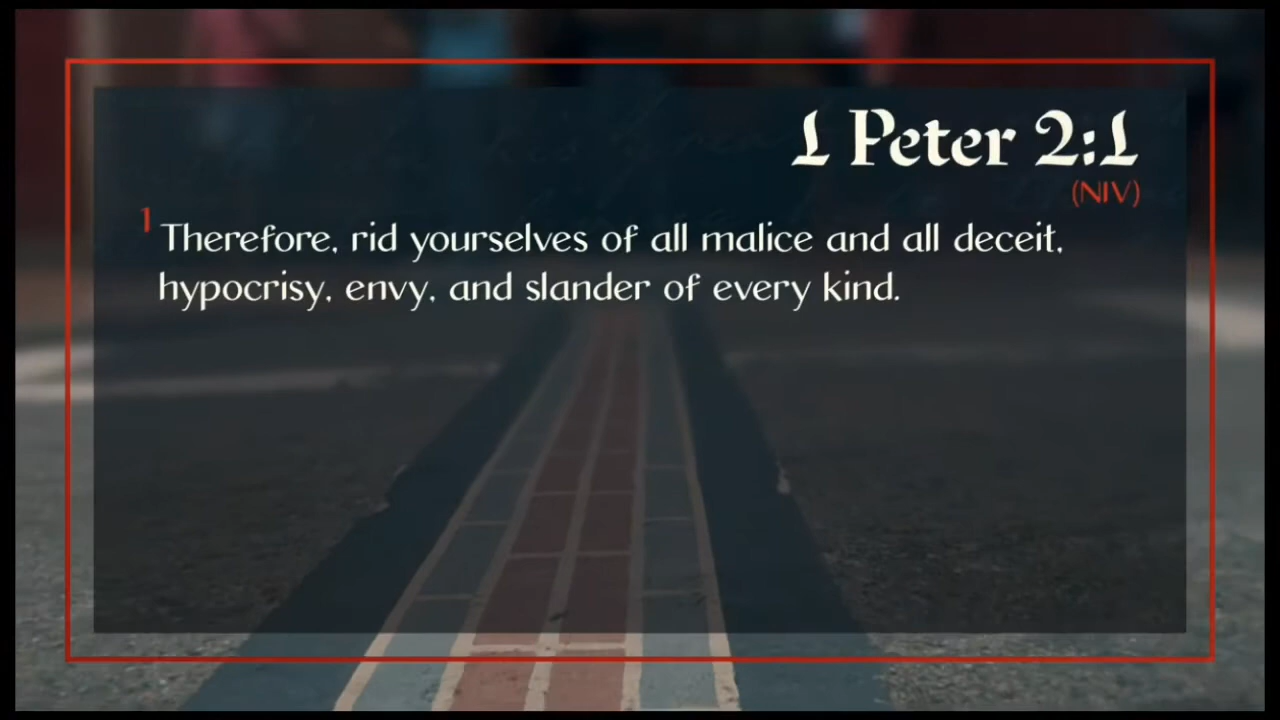 1 Peter 2:1
(NIV)
1 Therefore, rid yourselves of all malice and all deceit,
hypocrisy, envy, and slander of every kind.